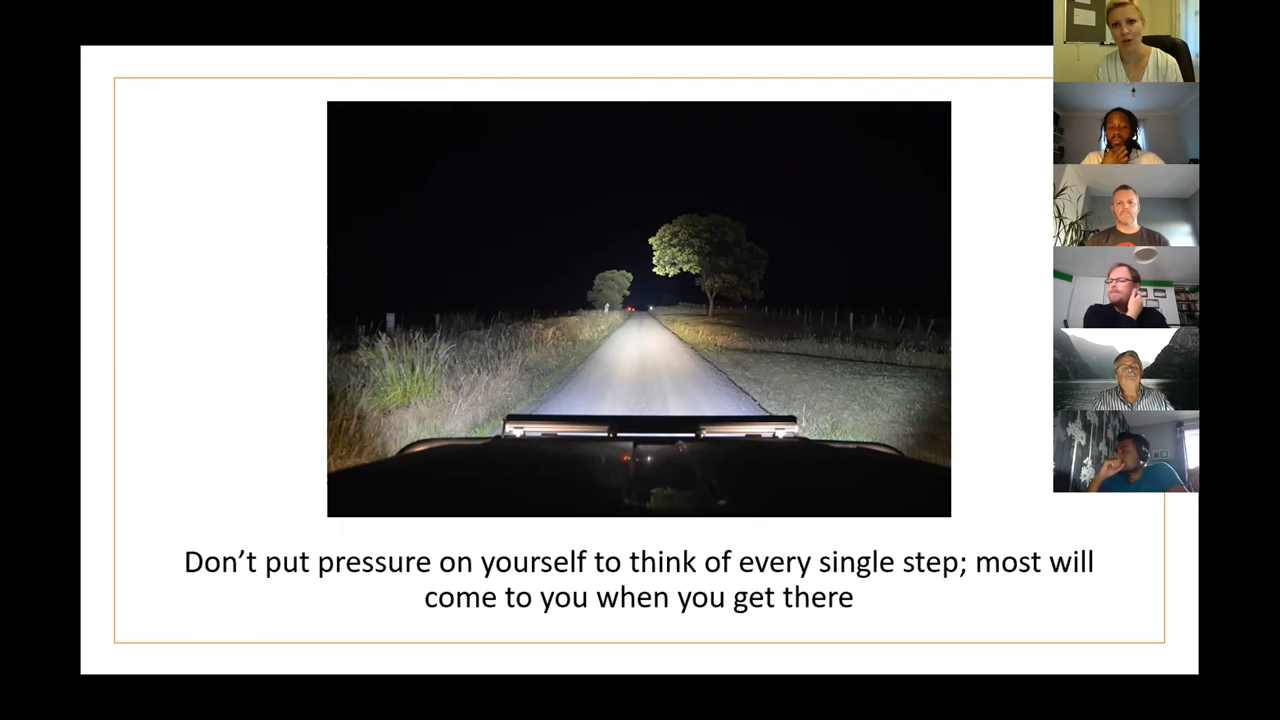 Don’t put pressure on yourself to think of every single step; most will
come to you when you get there